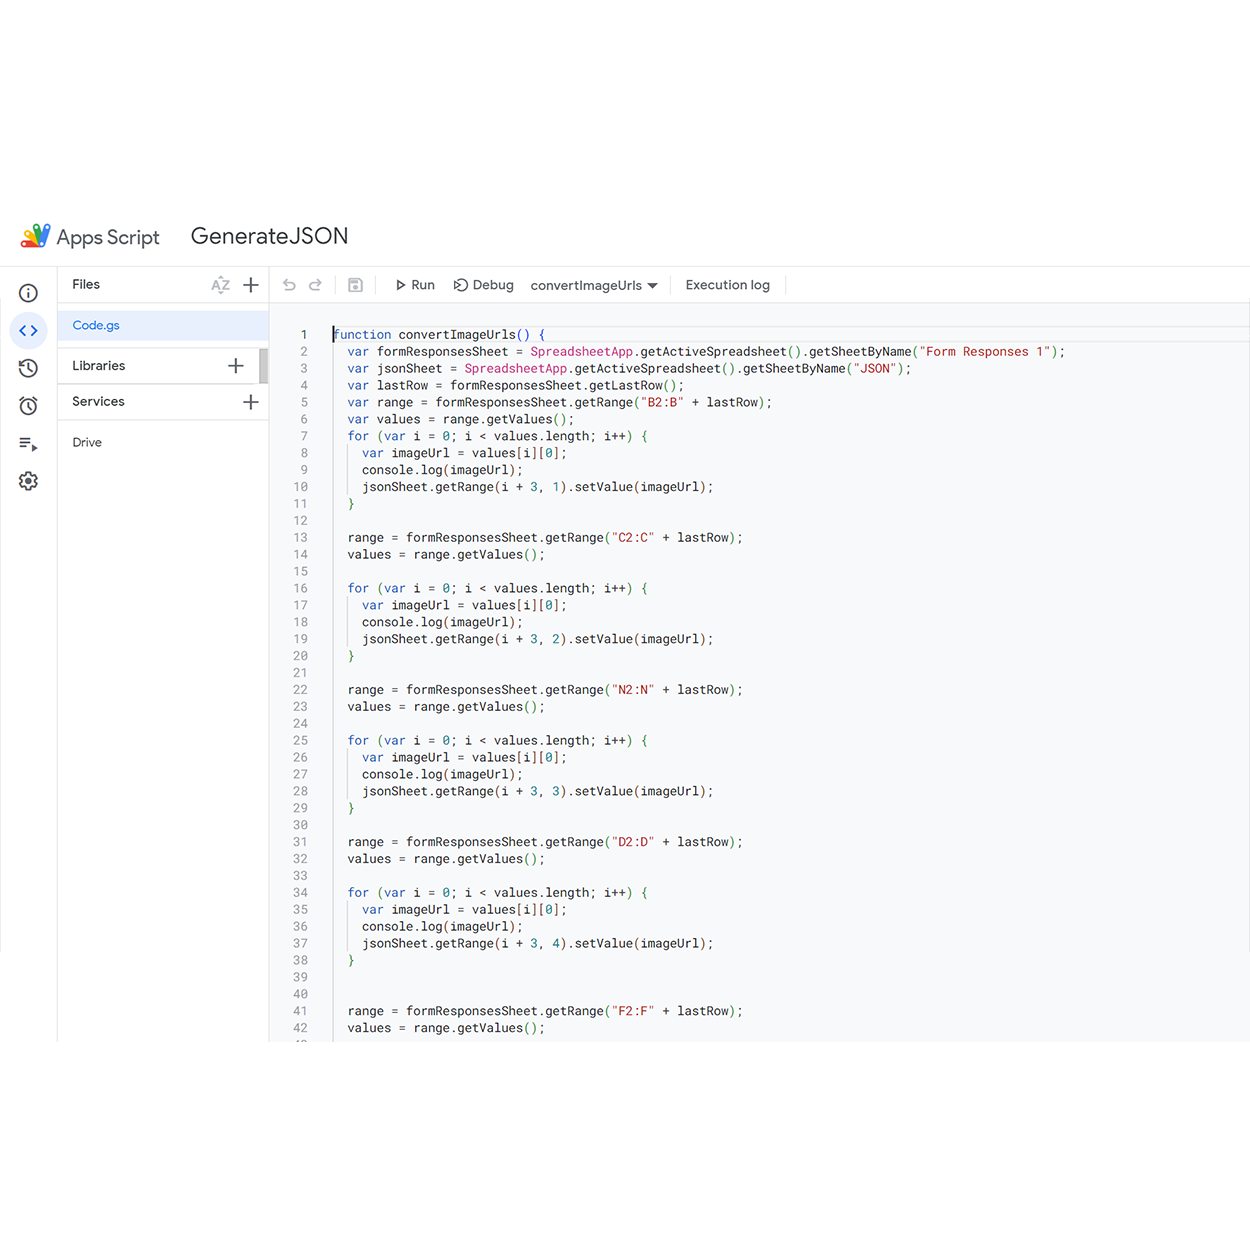 Apps Script GenerateJSON
Files AZ
Run Debug convertImageUrls Execution log
Code.gs
Libraries
Services
Drive
1 function convertImageUrls() {
2 var formResponsesSheet = SpreadsheetApp.getActiveSpreadsheet().getSheetByName("Form Responses 1");
3 var jsonSheet = SpreadsheetApp.getActiveSpreadsheet().getSheetByName("JSON");
4 var lastRow = formResponsesSheet.getLastRow();
5 var range = formResponsesSheet.getRange("B2:B" + lastRow);
6 var values = range.getValues();
7 for (var i = 0; i < values.length; i++) {
8 var imageUrl = values[i][0];
9 console.log(imageUrl);
10 jsonSheet.getRange(i + 3, 1).setValue(imageUrl);
11 }
12
13 range = formResponsesSheet.getRange("C2:C" + lastRow);
14 values = range.getValues();
15
16 for (var i = 0; i < values.length; i++) {
17 var imageUrl = values[i][0];
18 console.log(imageUrl);
19 jsonSheet.getRange(i + 3, 2).setValue(imageUrl);
20 }
21
22 range = formResponsesSheet.getRange("N2:N" + lastRow);
23 values = range.getValues();
24
25 for (var i = 0; i < values.length; i++) {
26 var imageUrl = values[i][0];
27 console.log(imageUrl);
28 jsonSheet.getRange(i + 3, 3).setValue(imageUrl);
29 }
30
31 range = formResponsesSheet.getRange("D2:D" + lastRow);
32 values = range.getValues();
33
34 for (var i = 0; i < values.length; i++) {
35 var imageUrl = values[i][0];
36 console.log(imageUrl);
37 jsonSheet.getRange(i + 3, 4).setValue(imageUrl);
38 }
39
40
41 range = formResponsesSheet.getRange("F2:F" + lastRow);
42 values = range.getValues();